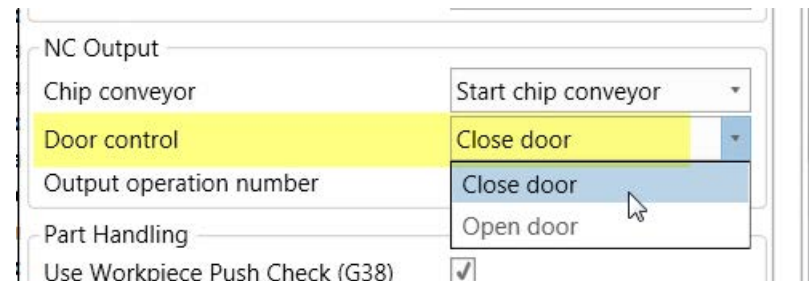 NC Output
Chip conveyor Start chip conveyor
Door control Close door
Output operation number Close door
Open door
Part Handling
Use Workpiece Push Check (G38)